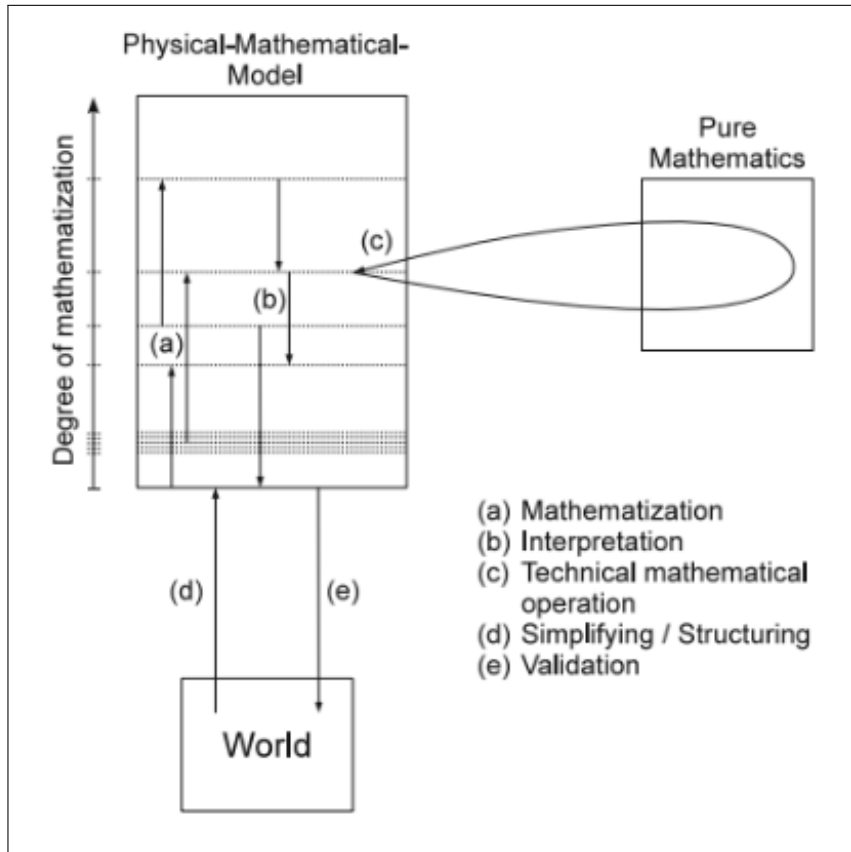 Physical-Mathematical-
Model
Degree of mathematization
Pure
Mathematics
(c)
(b)
(a)
(d)
(e)
World
(a) Mathematization
(b) Interpretation
(c) Technical mathematical
operation
(d) Simplifying / Structuring
(e) Validation